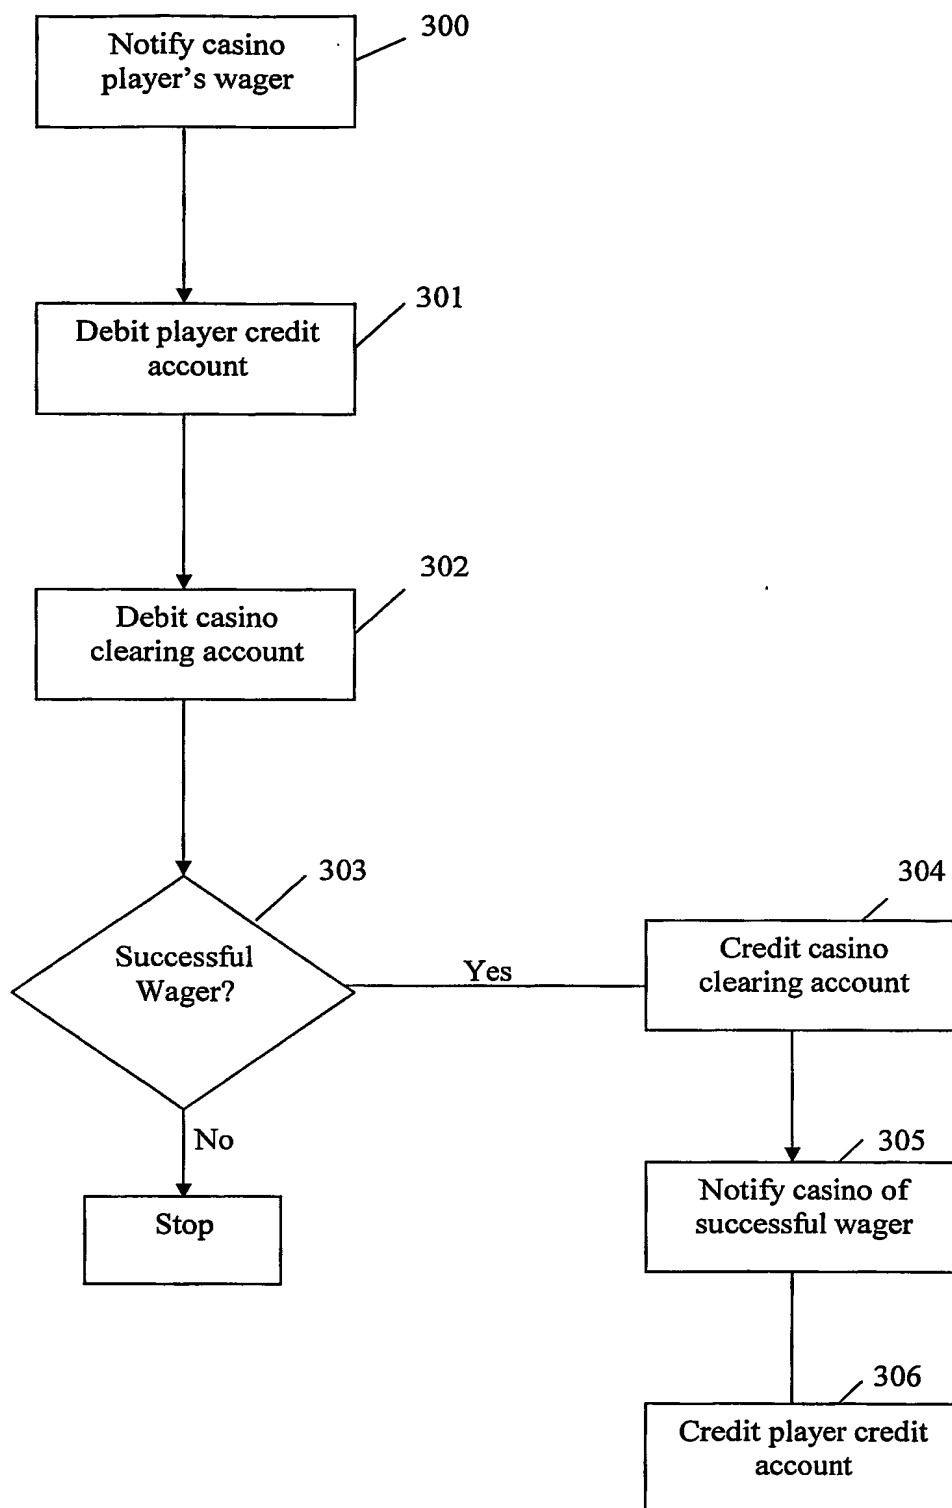 300
Notify casino
player's wager
301
Debit player credit
account
302
Debit casino
clearing account
303
Successful
Wager?
Yes
304
Credit casino
clearing account
No
Stop
305
Notify casino of
successful wager
306
Credit player credit
account